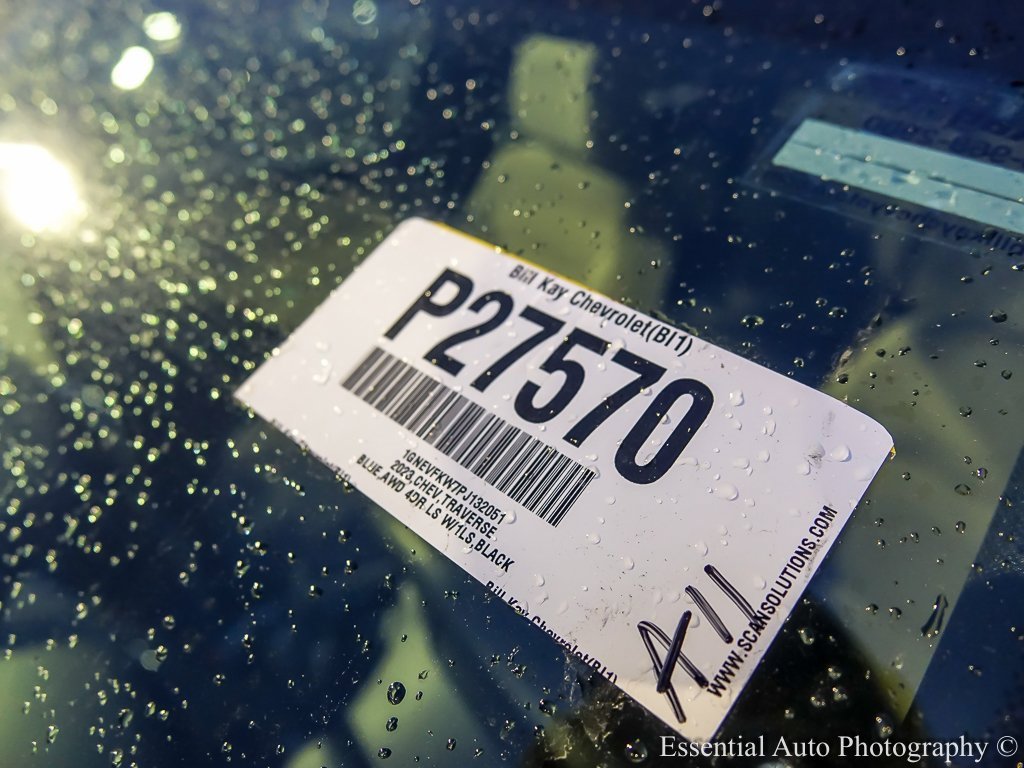 Bill Kay Chevrolet(BI1)
P27570
1GNEVFKW7PJ132051
2023,CHEV,TRAVERSE
BLUE,AWD 4DR LS W/1LS,BLACK
Bill Kay Chevrolet(BI1)
WWW.SCANSOLUTIONS.COM
Essential Auto Photography ©